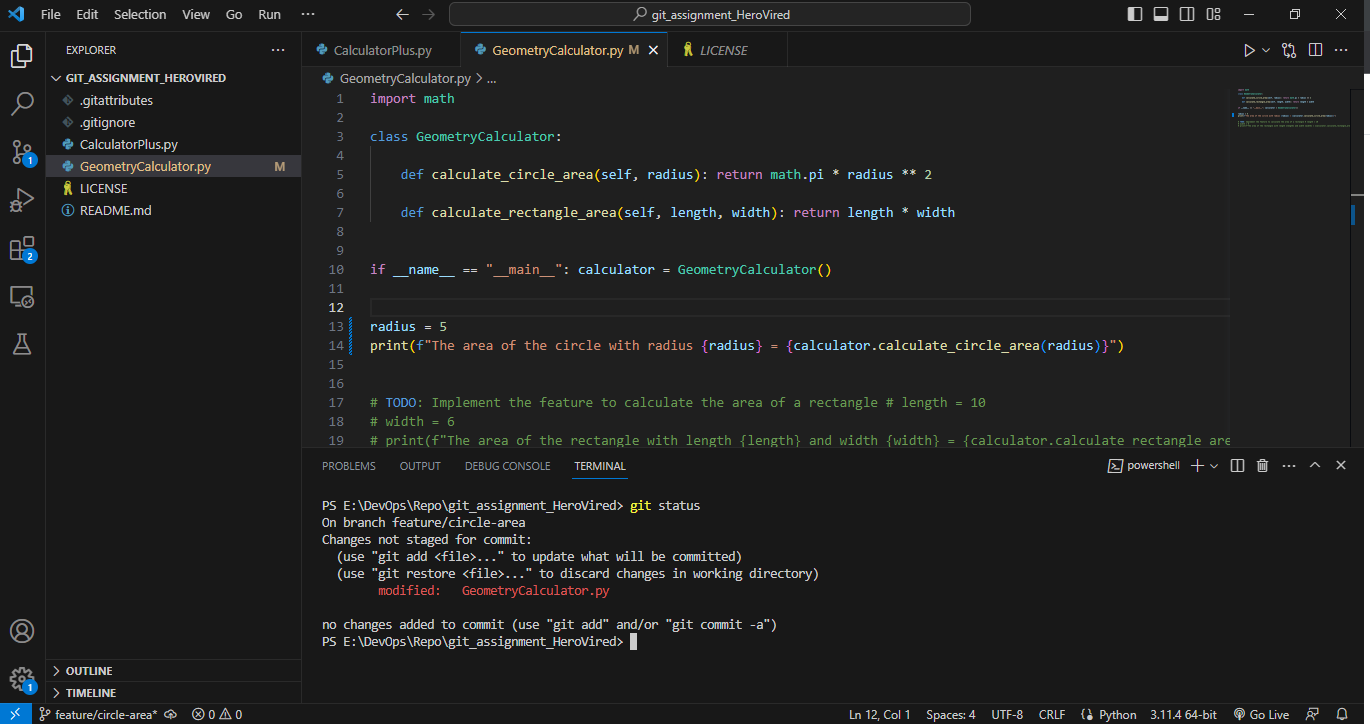 File Edit Selection View Go Run ··· git_assignment_HeroVired
EXPLORER ···
GIT_ASSIGNMENT_HEROVIRED
.gitattributes
.gitignore
CalculatorPlus.py
GeometryCalculator.py M
LICENSE
README.md
1
2
1
OUTLINE
TIMELINE
CalculatorPlus.py GeometryCalculator.py M LICENSE
GeometryCalculator.py > ...
1 import math
2
3 class GeometryCalculator:
4
5 def calculate_circle_area(self, radius): return math.pi * radius ** 2
6
7 def calculate_rectangle_area(self, length, width): return length * width
8
9
10 if __name__ == "__main__": calculator = GeometryCalculator()
11
12
13 radius = 5
14 print(f"The area of the circle with radius {radius} = {calculator.calculate_circle_area(radius)}")
15
16
17 # TODO: Implement the feature to calculate the area of a rectangle # length = 10
18 # width = 6
19 # print(f"The area of the rectangle with length {length} and width {width} = {calculator.calculate_rectangle_are
PROBLEMS OUTPUT DEBUG CONSOLE TERMINAL powershell
PS E:\DevOps\Repo\git_assignment_HeroVired> git status
On branch feature/circle-area
Changes not staged for commit:
(use "git add <file>..." to update what will be committed)
(use "git restore <file>..." to discard changes in working directory)
modified: GeometryCalculator.py
no changes added to commit (use "git add" and/or "git commit -a")
PS E:\DevOps\Repo\git_assignment_HeroVired>
feature/circle-area* 0 0 Ln 12, Col 1 Spaces: 4 UTF-8 CRLF Python 3.11.4 64-bit Go Live